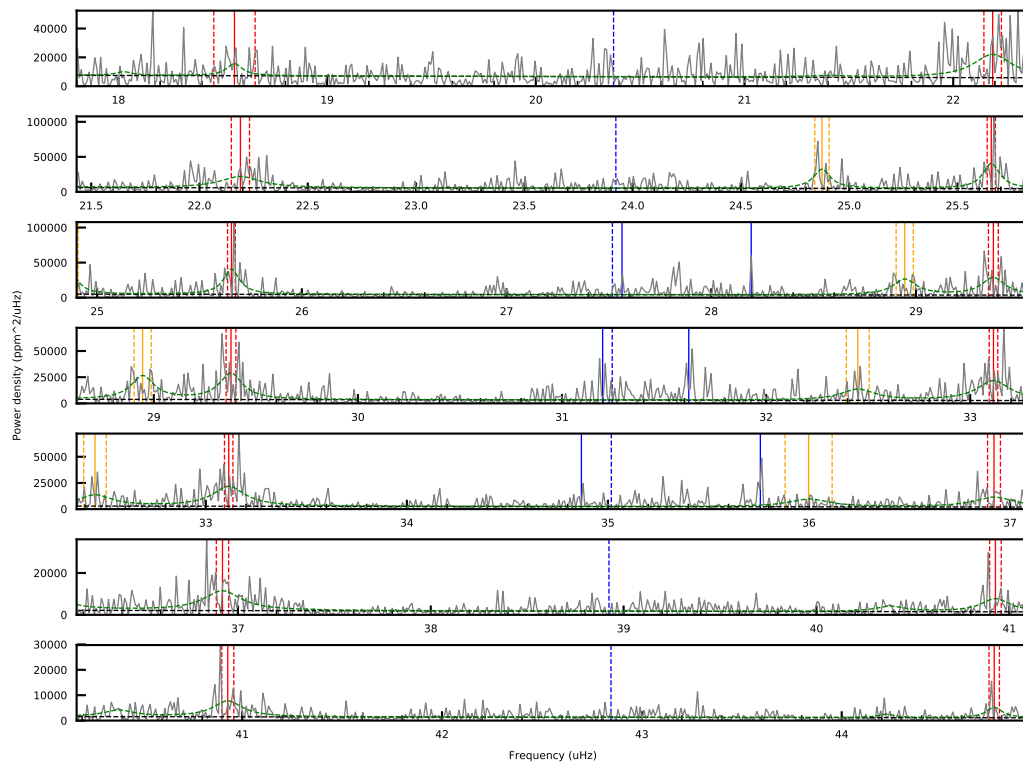 40000
20000
0
18 19 20 21 22
100000
50000
0
21.5 22.0 22.5 23.0 23.5 24.0 24.5 25.0 25.5
100000
50000
0
25 26 27 28 29
50000
25000
0
29 30 31 32 33
50000
25000
0
33 34 35 36 37
20000
0
37 38 39 40 41
30000
20000
10000
0
41 42 43 44
Frequency (uHz)
Power density (ppm^2/uHz)